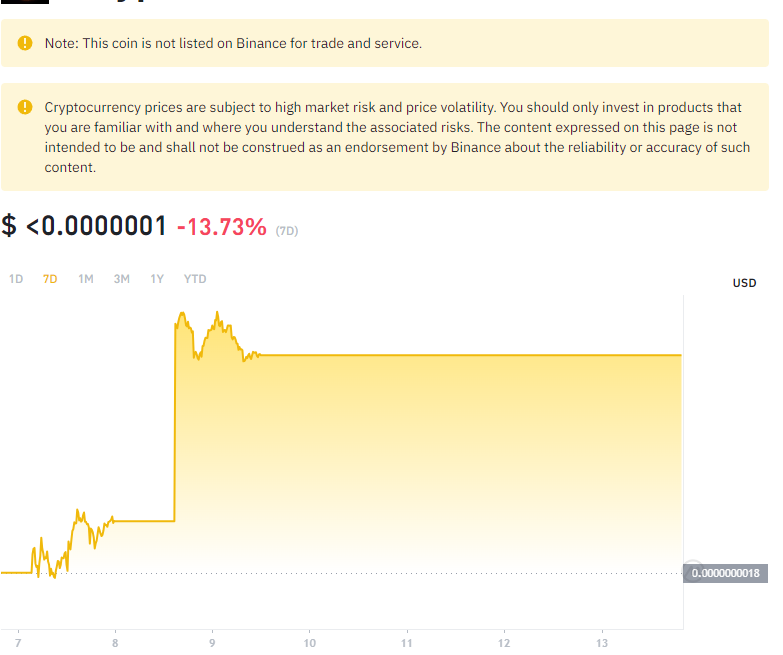 Note: This coin is not listed on Binance for trade and service.
Cryptocurrency prices are subject to high market risk and price volatility. You should only invest in products that
you are familiar with and where you understand the associated risks. The content expressed on this page is not
intended to be and shall not be construed as an endorsement by Binance about the reliability or accuracy of such
content.
$ <0.0000001 -13.73% (7D)
1D 7D 1M 3M 1Y YTD
USD
0.0000000018
7 8 9 10 11 12 13